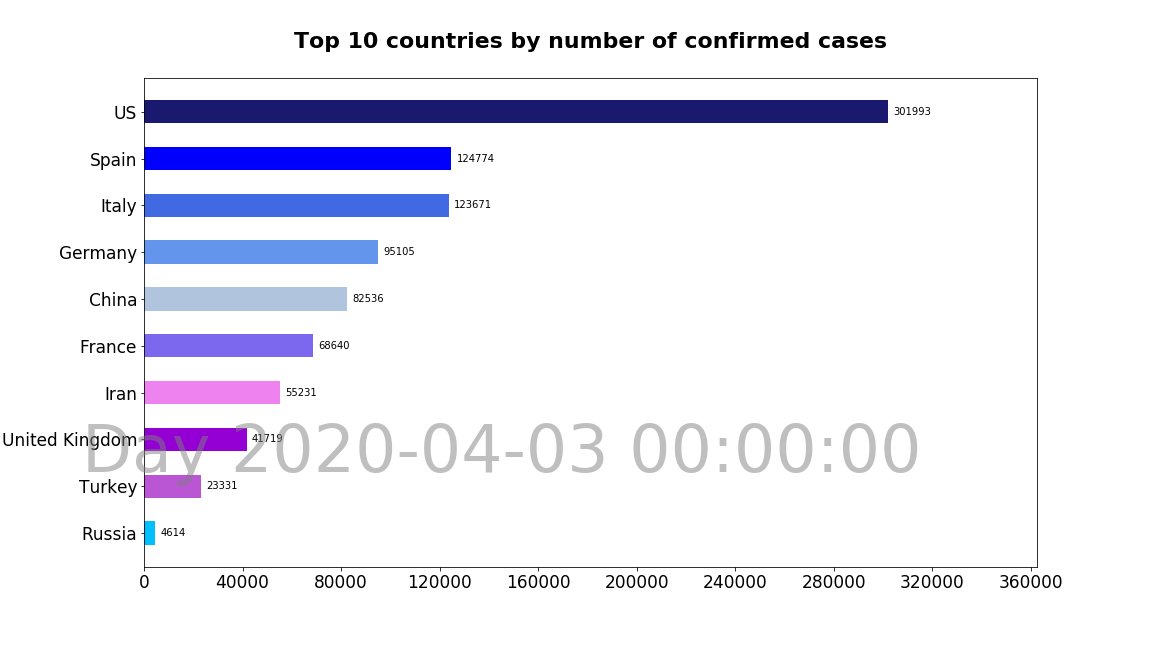 Top 10 countries by number of confirmed cases
US 301993
Spain 124774
Italy 123671
Germany 95105
China 82536
France 68640
Iran 55231
United Kingdom 41719
Day 2020-04-03 00:00:00
Turkey 23331
Russia 4614
0 40000 80000 120000 160000 200000 240000 280000 320000 360000